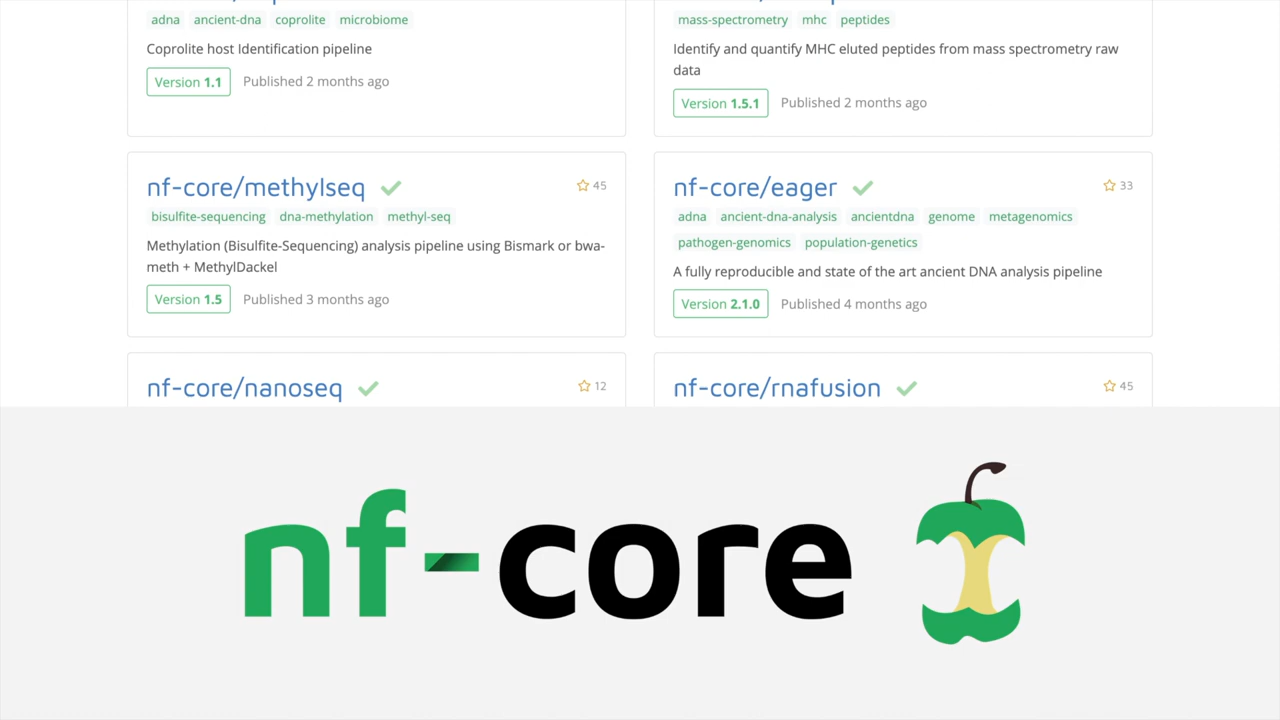 adna ancient-dna coprolite microbiome
Coprolite host Identification pipeline
Version 1.1 Published 2 months ago
mass-spectrometry mhc peptides
Identify and quantify MHC eluted peptides from mass spectrometry raw
data
Version 1.5.1 Published 2 months ago
nf-core/methylseq 45
bisulfite-sequencing dna-methylation methyl-seq
Methylation (Bisulfite-Sequencing) analysis pipeline using Bismark or bwa-
meth + MethylDackel
Version 1.5 Published 3 months ago
nf-core/eager 33
adna ancient-dna-analysis ancientdna genome metagenomics
pathogen-genomics population-genetics
A fully reproducible and state of the art ancient DNA analysis pipeline
Version 2.1.0 Published 4 months ago
nf-core/nanoseq 12
nf-core/rnafusion 45
nf-core